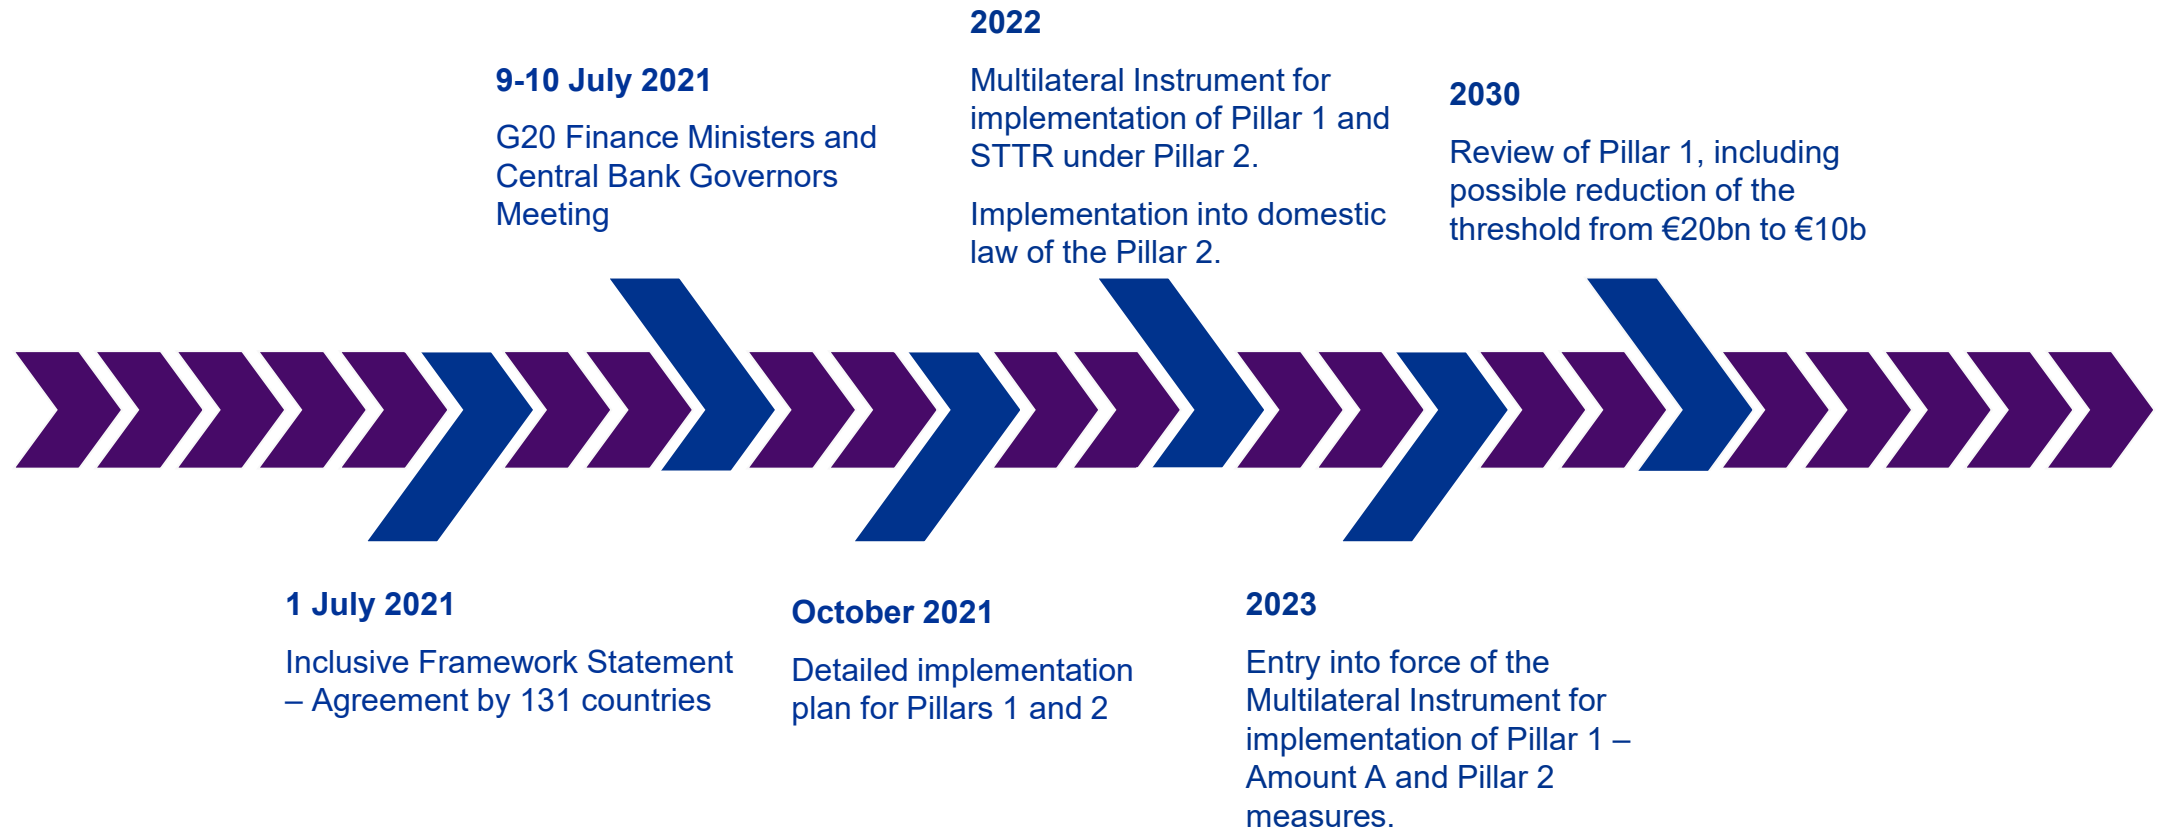 2022
Multilateral Instrument for
implementation of Pillar 1 and
STTR under Pillar 2.
Implementation into domestic
law of the Pillar 2.
9-10 July 2021
G20 Finance Ministers and
Central Bank Governors
Meeting
2030
Review of Pillar 1, including
possible reduction of the
threshold from €20bn to €10b
1 July 2021
Inclusive Framework Statement
– Agreement by 131 countries
October 2021
Detailed implementation
plan for Pillars 1 and 2
2023
Entry into force of the
Multilateral Instrument for
implementation of Pillar 1 –
Amount A and Pillar 2
measures.